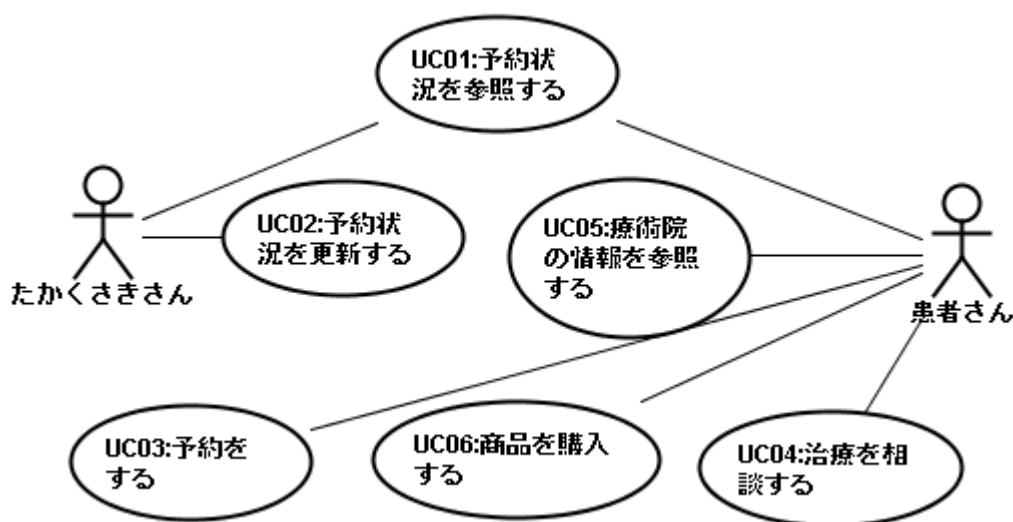 UC01:予約状
況を参照する
UC02:予約状
況を更新する
UC05:療術院
の情報を参照
する
たかくさきさん
患者さん
UC03:予約を
する
UC06:商品を購入
する
UC04:治療を相
談する